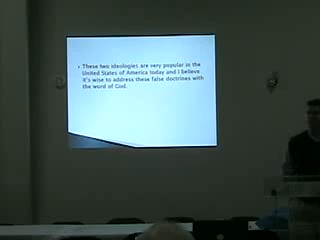 These two ideologies are very popular in the
United States of America today and I believe
it's wise to address these false doctrines with
the word of God.